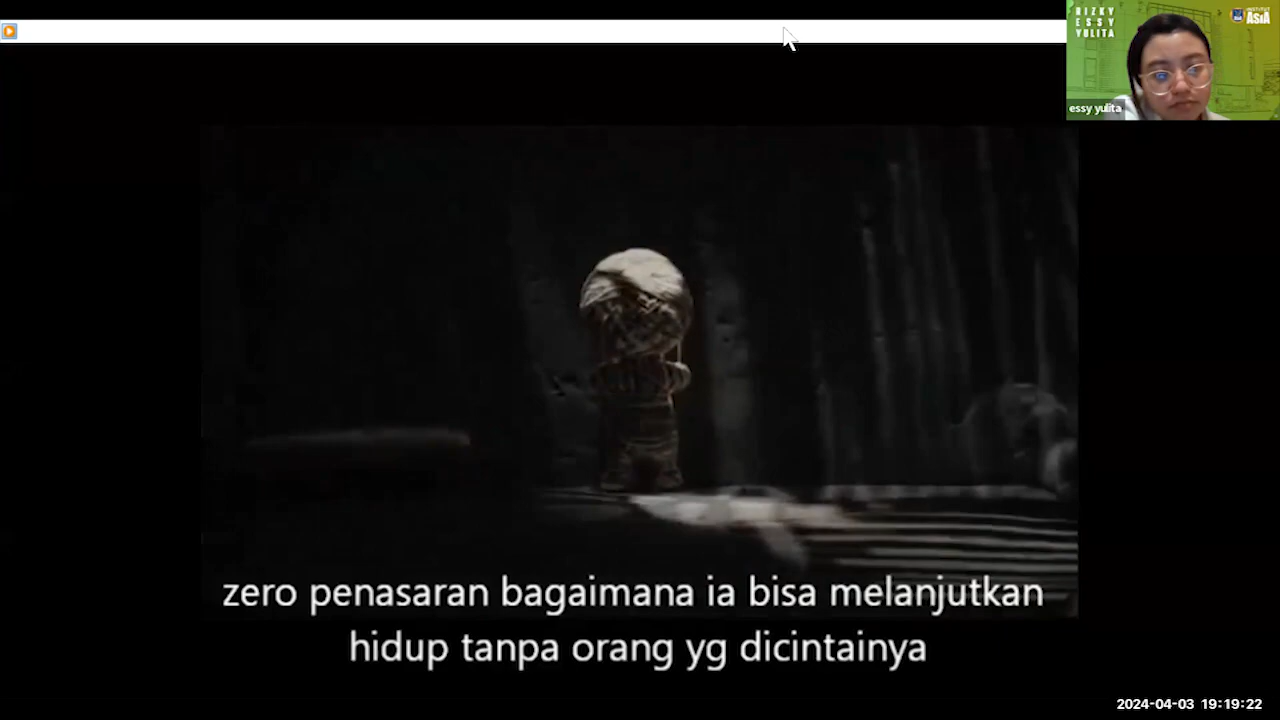 RIZKY
ESSY
YULITA
INSTITUT
ASIA
essy yulita
zero penasaran bagaimana ia bisa melanjutkan
hidup tanpa orang yg dicintainya
2024-04-03 19:19:22